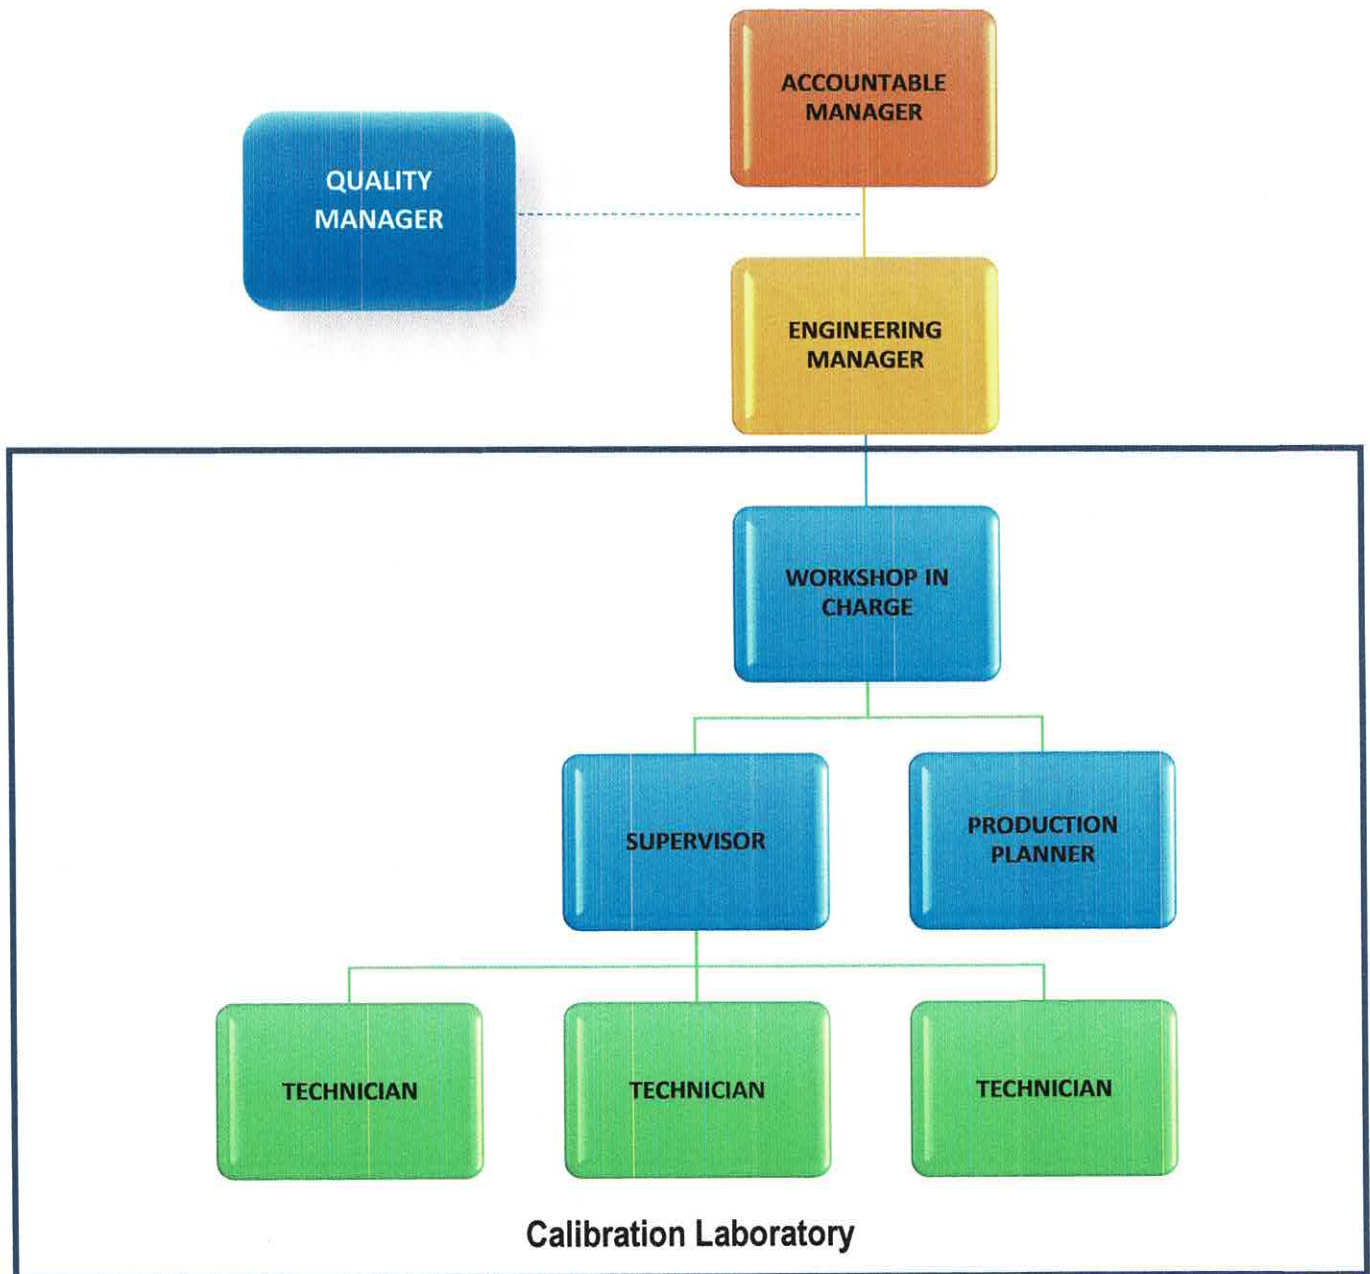 ACCOUNTABLE
MANAGER
QUALITY
MANAGER
ENGINEERING
MANAGER
WORKSHOP IN
CHARGE
SUPERVISOR
PRODUCTION
PLANNER
TECHNICIAN
TECHNICIAN
TECHNICIAN
Calibration Laboratory